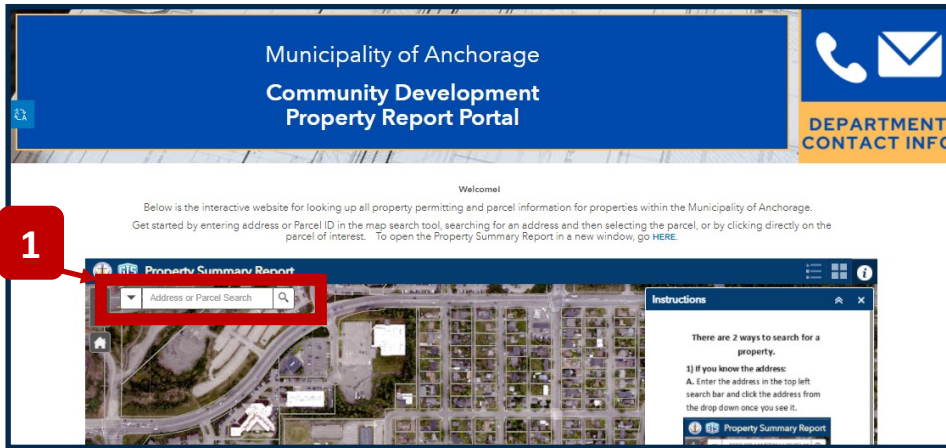 Municipality of Anchorage
Community Development
Property Report Portal
DEPARTMENT
CONTACT INFO
Welcome!
Below is the interactive website for looking up all property permitting and parcel information for properties within the Municipality of Anchorage.
Get started by entering address or Parcel ID in the map search tool, searching for an address and then selecting the parcel, or by clicking directly on the
parcel of interest. To open the Property Summary Report in a new window, go HERE.
1
GIS Property Summary Report
Address or Parcel Search
Instructions
There are 2 ways to search for a
property.
1) If you know the address:
A. Enter the address in the top left
search bar and click the address from
the drop down once you see it.
GIS Property Summary Report